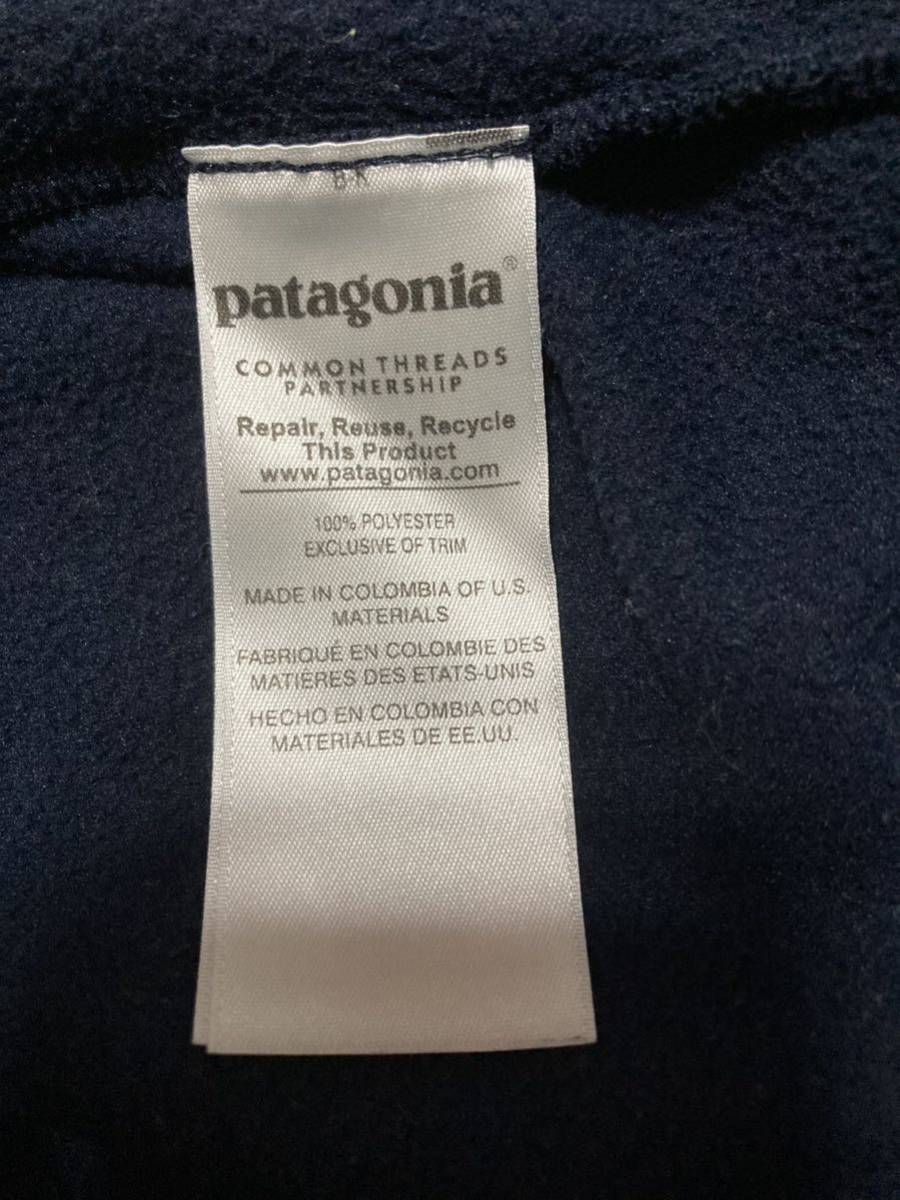 patagonia®
COMMON THREADS
PARTNERSHIP
Repair, Reuse, Recycle
This Product
www.patagonia.com
100% POLYESTER
EXCLUSIVE OF TRIM
MADE IN COLOMBIA OF U.S.
MATERIALS
FABRIQUÉ EN COLOMBIE DES
MATIÈRES DES ETATS-UNIS
HECHO EN COLOMBIA CON
MATERIALES DE EE.UU.